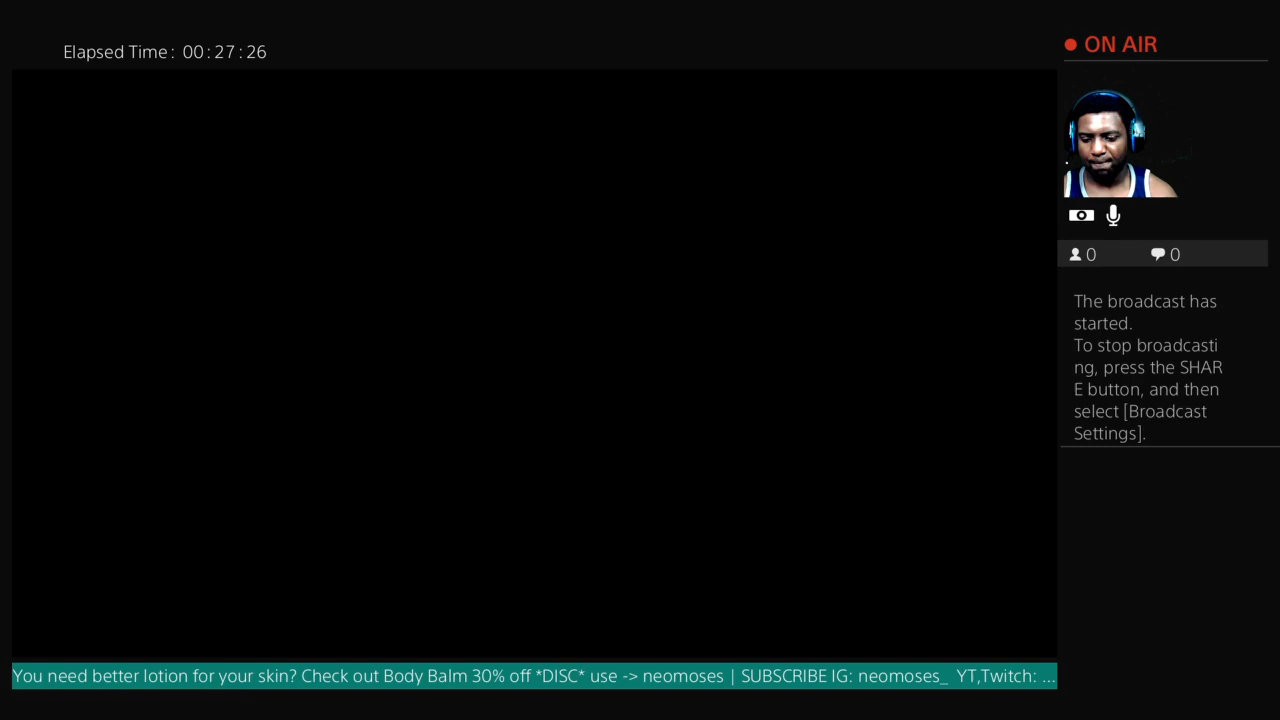 Elapsed Time: 00:27:26
ON AIR
0 0
The broadcast has
started.
To stop broadcasti
ng, press the SHAR
E button, and then
select [Broadcast
Settings].
You need better lotion for your skin? Check out Body Balm 30% off *DISC* use -> neomoses | SUBSCRIBE IG: neomoses_ YT,Twitch: ...